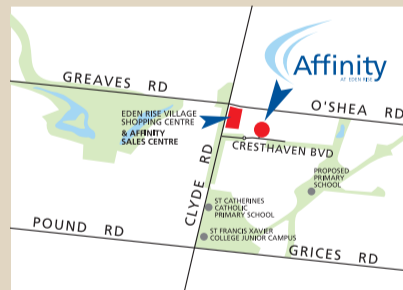 Affinity
AT EDEN RISE
GREAVES RD
O'SHEA RD
EDEN RISE VILLAGE
SHOPPING CENTRE
& AFFINITY
SALES CENTRE
CRESTHAVEN BVD
CLYDE RD
PROPOSED
PRIMARY
SCHOOL
ST CATHERINES
CATHOLIC
PRIMARY SCHOOL
ST FRANCIS XAVIER
COLLEGE JUNIOR CAMPUS
POUND RD
GRICES RD